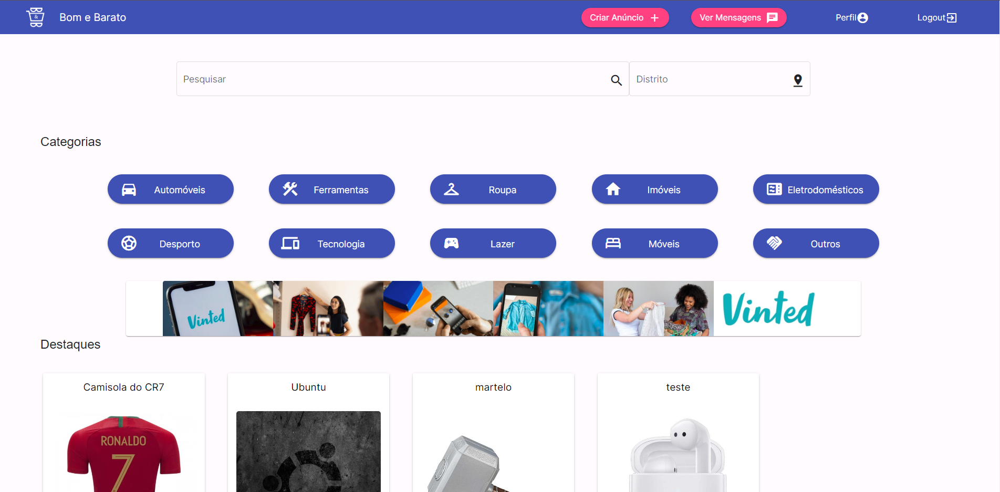 & Bom e Barato Criar Anúncio Ver Mensagens Perfil Logout
Pesquisar Distrito
Categorias
Automóveis Ferramentas Roupa Imóveis Eletrodomésticos
Desporto Tecnologia Lazer Móveis Outros
Vinted Vinted
Destaques
Camisola do CR7 Ubuntu martelo teste
RONALDO
7